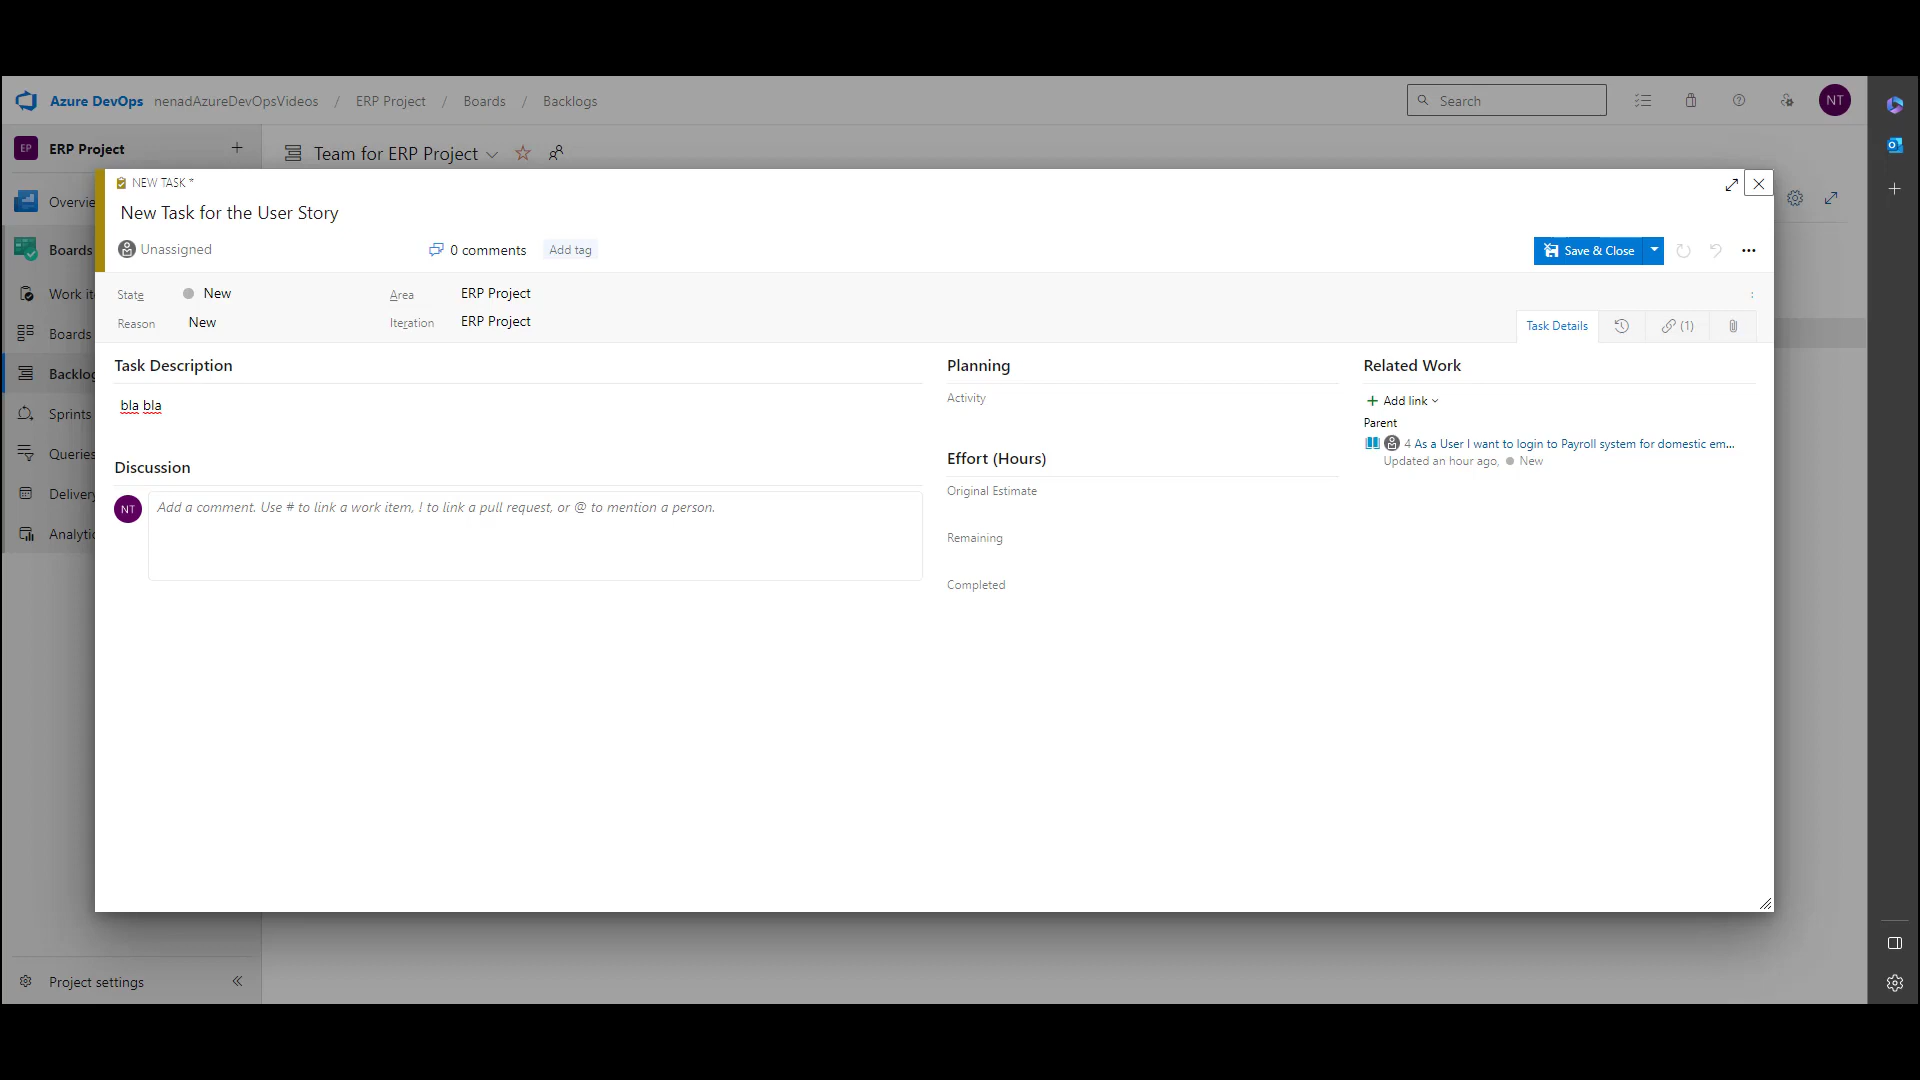 Azure DevOps nenadAzureDevOpsVideos / ERP Project / Boards / Backlogs
Search
NT
EP ERP Project
Team for ERP Project
Overvie
Boards
Work it
Boards
Backlog
Sprints
Queries
Delivery
Analytic
Project settings
NEW TASK *
New Task for the User Story
Unassigned
0 comments
Add tag
Save & Close
State New
Area ERP Project
Reason New
Iteration ERP Project
Task Details
(1)
Task Description
bla bla
Discussion
NT
Add a comment. Use # to link a work item, ! to link a pull request, or @ to mention a person.
Planning
Activity
Effort (Hours)
Original Estimate
Remaining
Completed
Related Work
Add link
Parent
4 As a User I want to login to Payroll system for domestic em...
Updated an hour ago, New